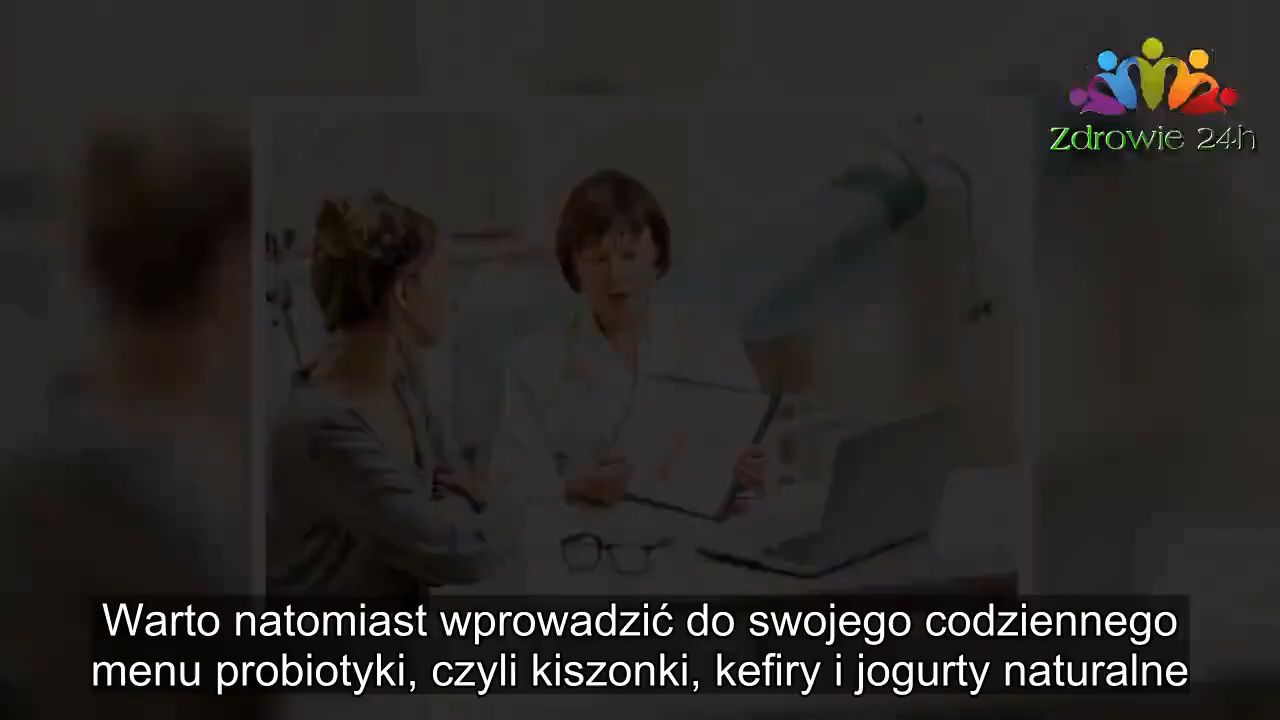 Zdrowie 24h
Warto natomiast wprowadzić do swojego codziennego
menu probiotyki, czyli kiszonki, kefiry i jogurty naturalne